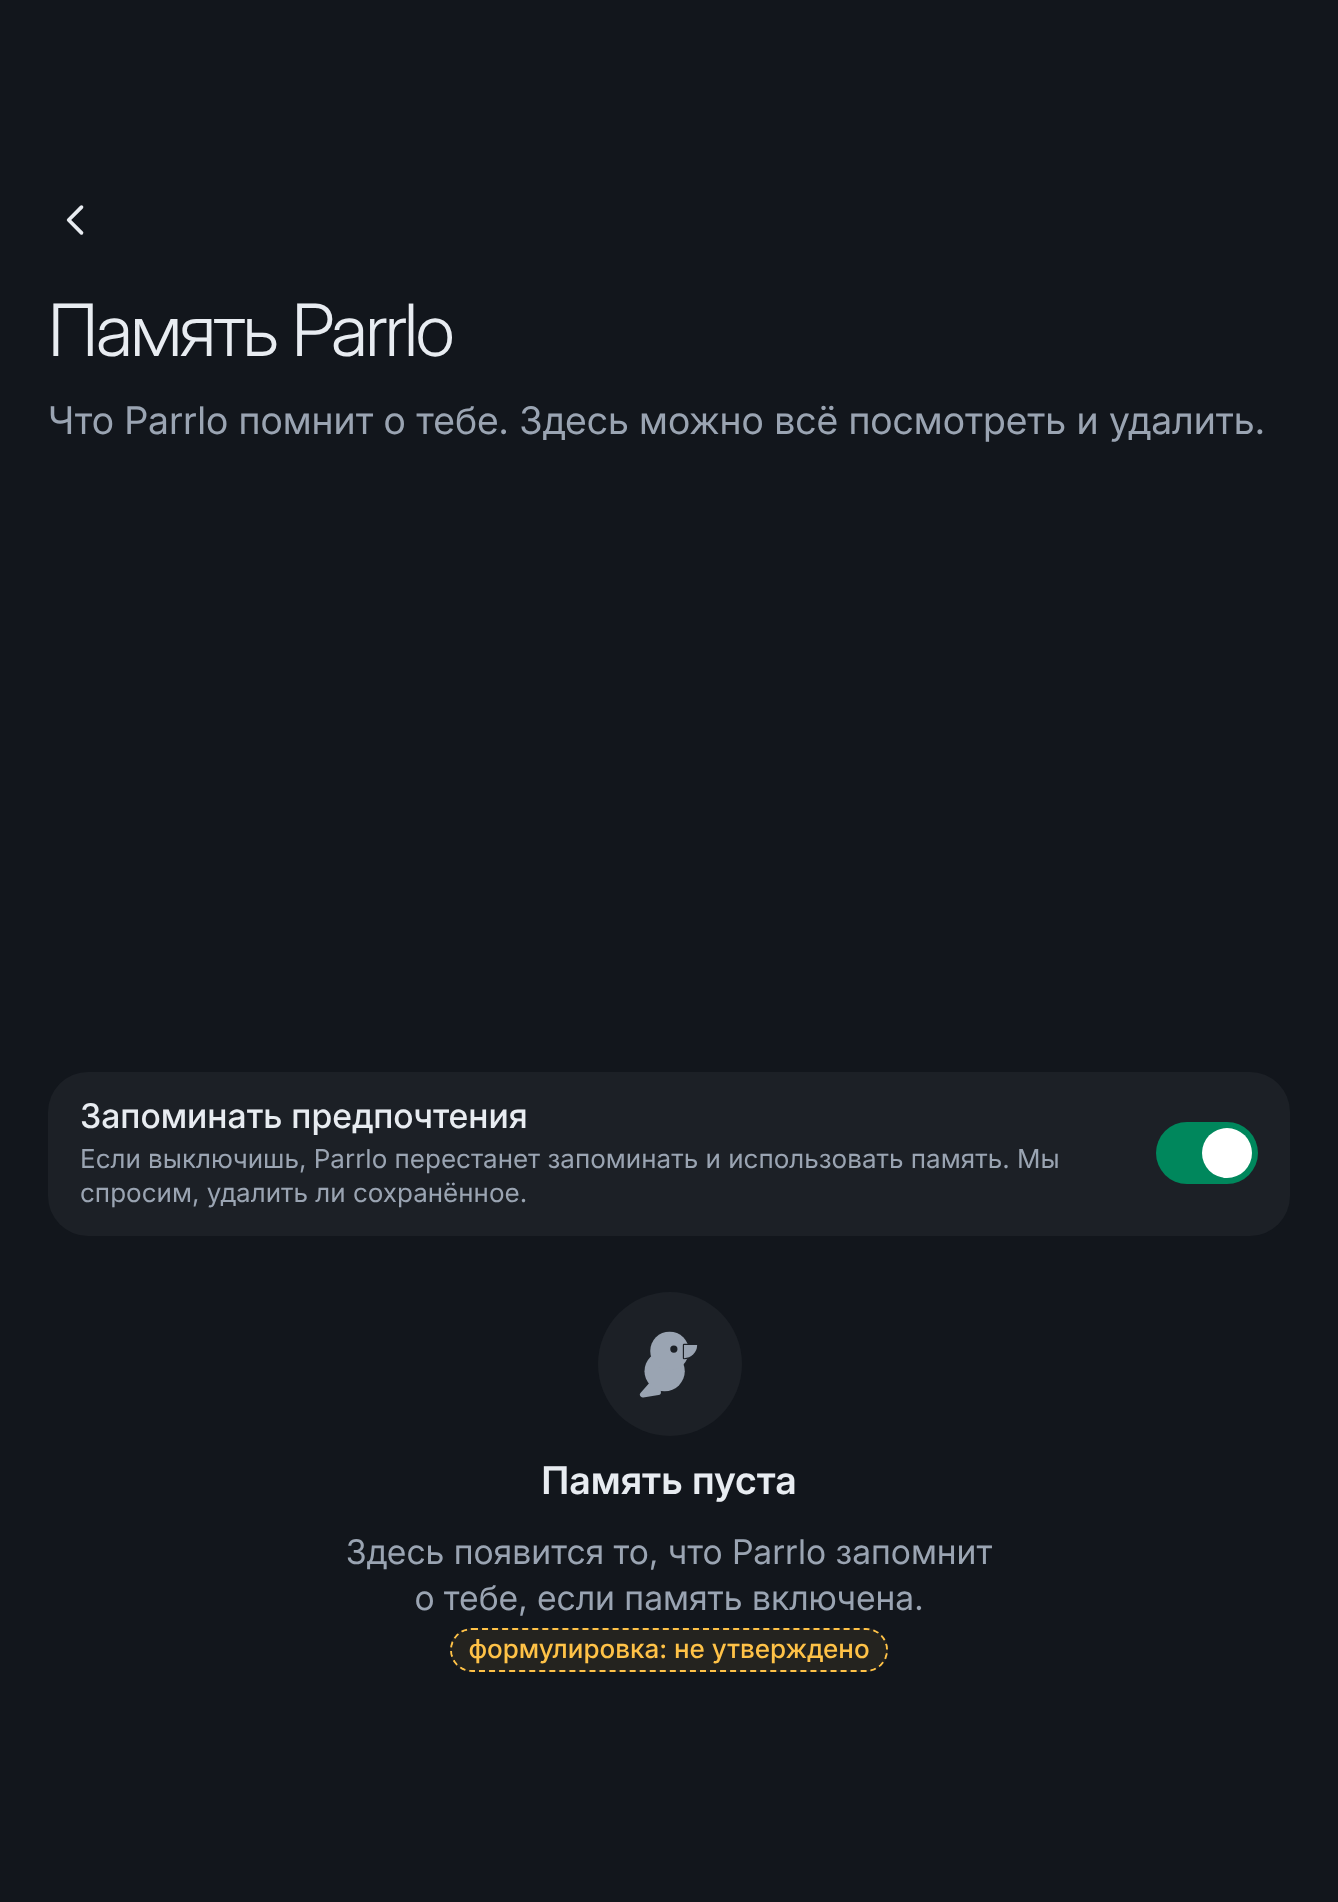 Память Parrlo
Что Parrlo помнит о тебе. Здесь можно всё посмотреть и удалить.
Запоминать предпочтения
Если выключишь, Parrlo перестанет запоминать и использовать память. Мы
спросим, удалить ли сохранённое.
Память пуста
Здесь появится то, что Parrlo запомнит
о тебе, если память включена.
формулировка: не утверждено